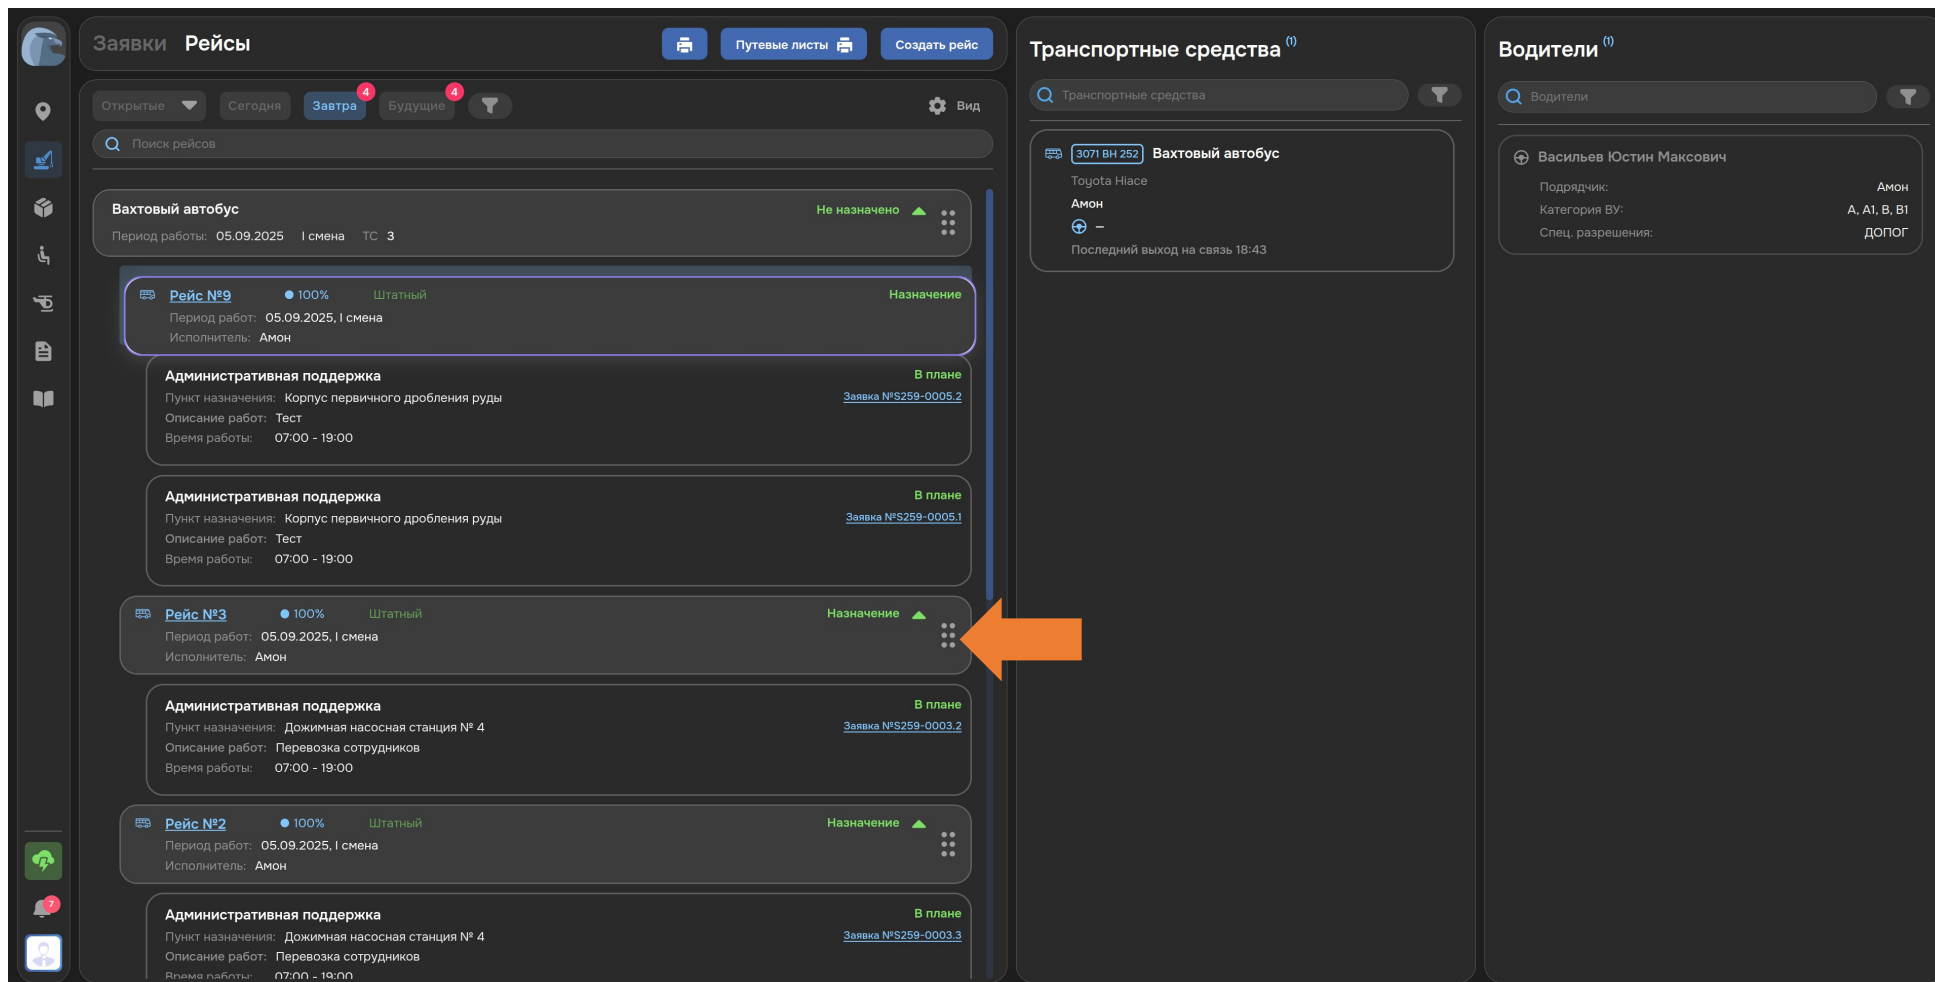 Заявки Рейсы
Путевые листы
Создать рейс
Открытые
Сегодня
Завтра
4
Будущие
4
Вид
Поиск рейсов
Вахтовый автобус
Не назначено
Период работы: 05.09.2025 I смена ТС 3
Рейс №9 100% Штатный Назначение
Период работ: 05.09.2025, I смена
Исполнитель: Амон
Административная поддержка В плане
Пункт назначения: Корпус первичного дробления руды Заявка №S259-0005.2
Описание работ: Тест
Время работы: 07:00 - 19:00
Административная поддержка В плане
Пункт назначения: Корпус первичного дробления руды Заявка №S259-0005.1
Описание работ: Тест
Время работы: 07:00 - 19:00
Рейс №3 100% Штатный Назначение
Период работ: 05.09.2025, I смена
Исполнитель: Амон
Административная поддержка В плане
Пункт назначения: Дожимная насосная станция № 4 Заявка №S259-0003.2
Описание работ: Перевозка сотрудников
Время работы: 07:00 - 19:00
Рейс №2 100% Штатный Назначение
Период работ: 05.09.2025, I смена
Исполнитель: Амон
Административная поддержка В плане
Пункт назначения: Дожимная насосная станция № 4 Заявка №S259-0003.3
Описание работ: Перевозка сотрудников
Время работы: 07:00 - 19:00
7
Транспортные средства (1)
Транспортные средства
3071 ВН 252 Вахтовый автобус
Toyota Hiace
Амон
–
Последний выход на связь 18:43
Водители (1)
Водители
Васильев Юстин Максович
Подрядчик: Амон
Категория ВУ: A, A1, B, B1
Спец. разрешения: ДОПОГ